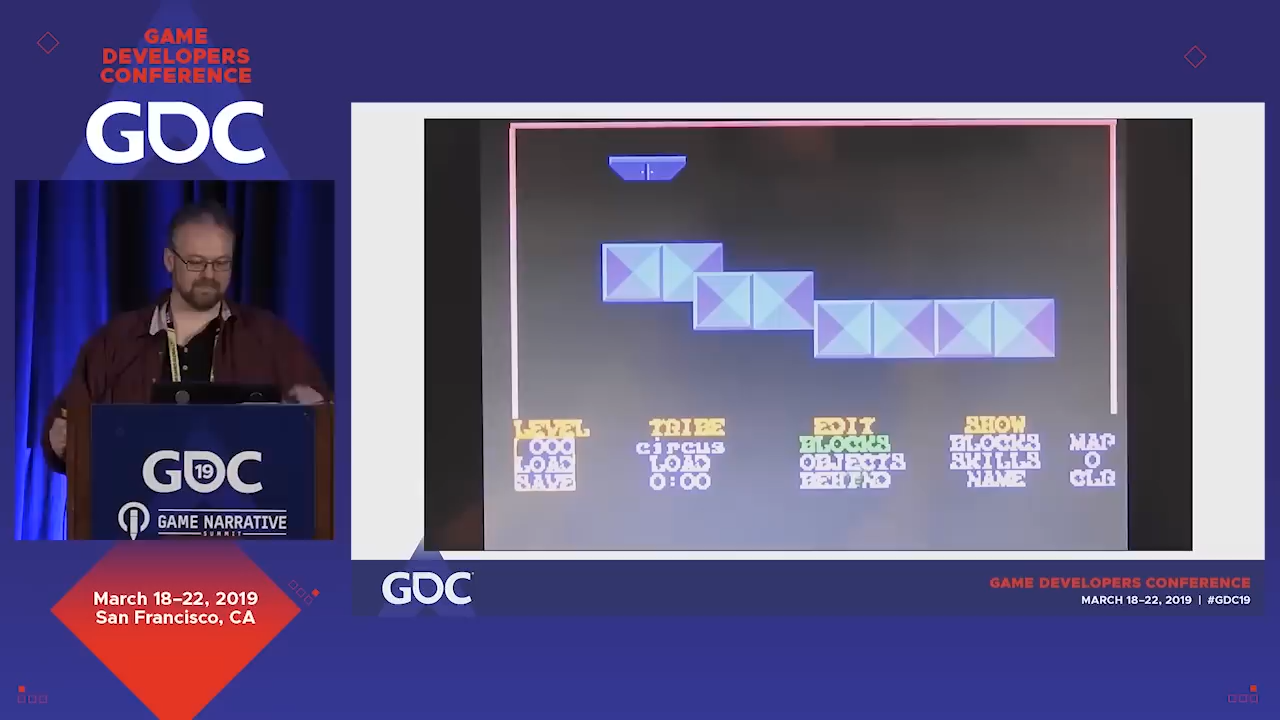 GAME
DEVELOPERS
CONFERENCE
GDC
GDC
19
GAME NARRATIVE
SUMMIT
March 18–22, 2019
San Francisco, CA
LEVEL
000
LOAD
SAVE
TRIBE
circus
LOAD
0:00
EDIT
BLOCKS
OBJECTS
BEHIND
SHOW
BLOCKS
SKILLS
NAME
MAP
0
CLR
GDC
GAME DEVELOPERS CONFERENCE
MARCH 18–22, 2019 | #GDC19